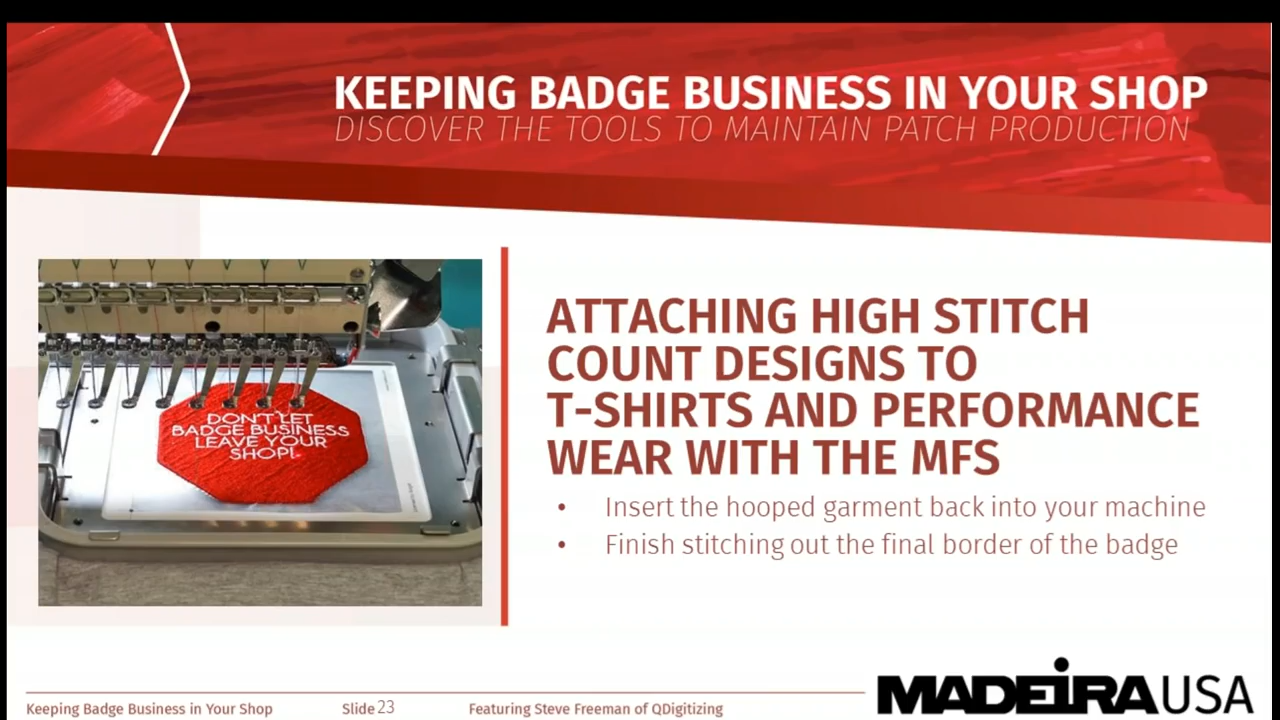 KEEPING BADGE BUSINESS IN YOUR SHOP
DISCOVER THE TOOLS TO MAINTAIN PATCH PRODUCTION
DON'T LET
BADGE BUSINESS
LEAVE YOUR
SHOP!
ATTACHING HIGH STITCH
COUNT DESIGNS TO
T-SHIRTS AND PERFORMANCE
WEAR WITH THE MFS
• Insert the hooped garment back into your machine
• Finish stitching out the final border of the badge
Keeping Badge Business in Your Shop Slide 23 Featuring Steve Freeman of QDigitizing
MADEIRA USA